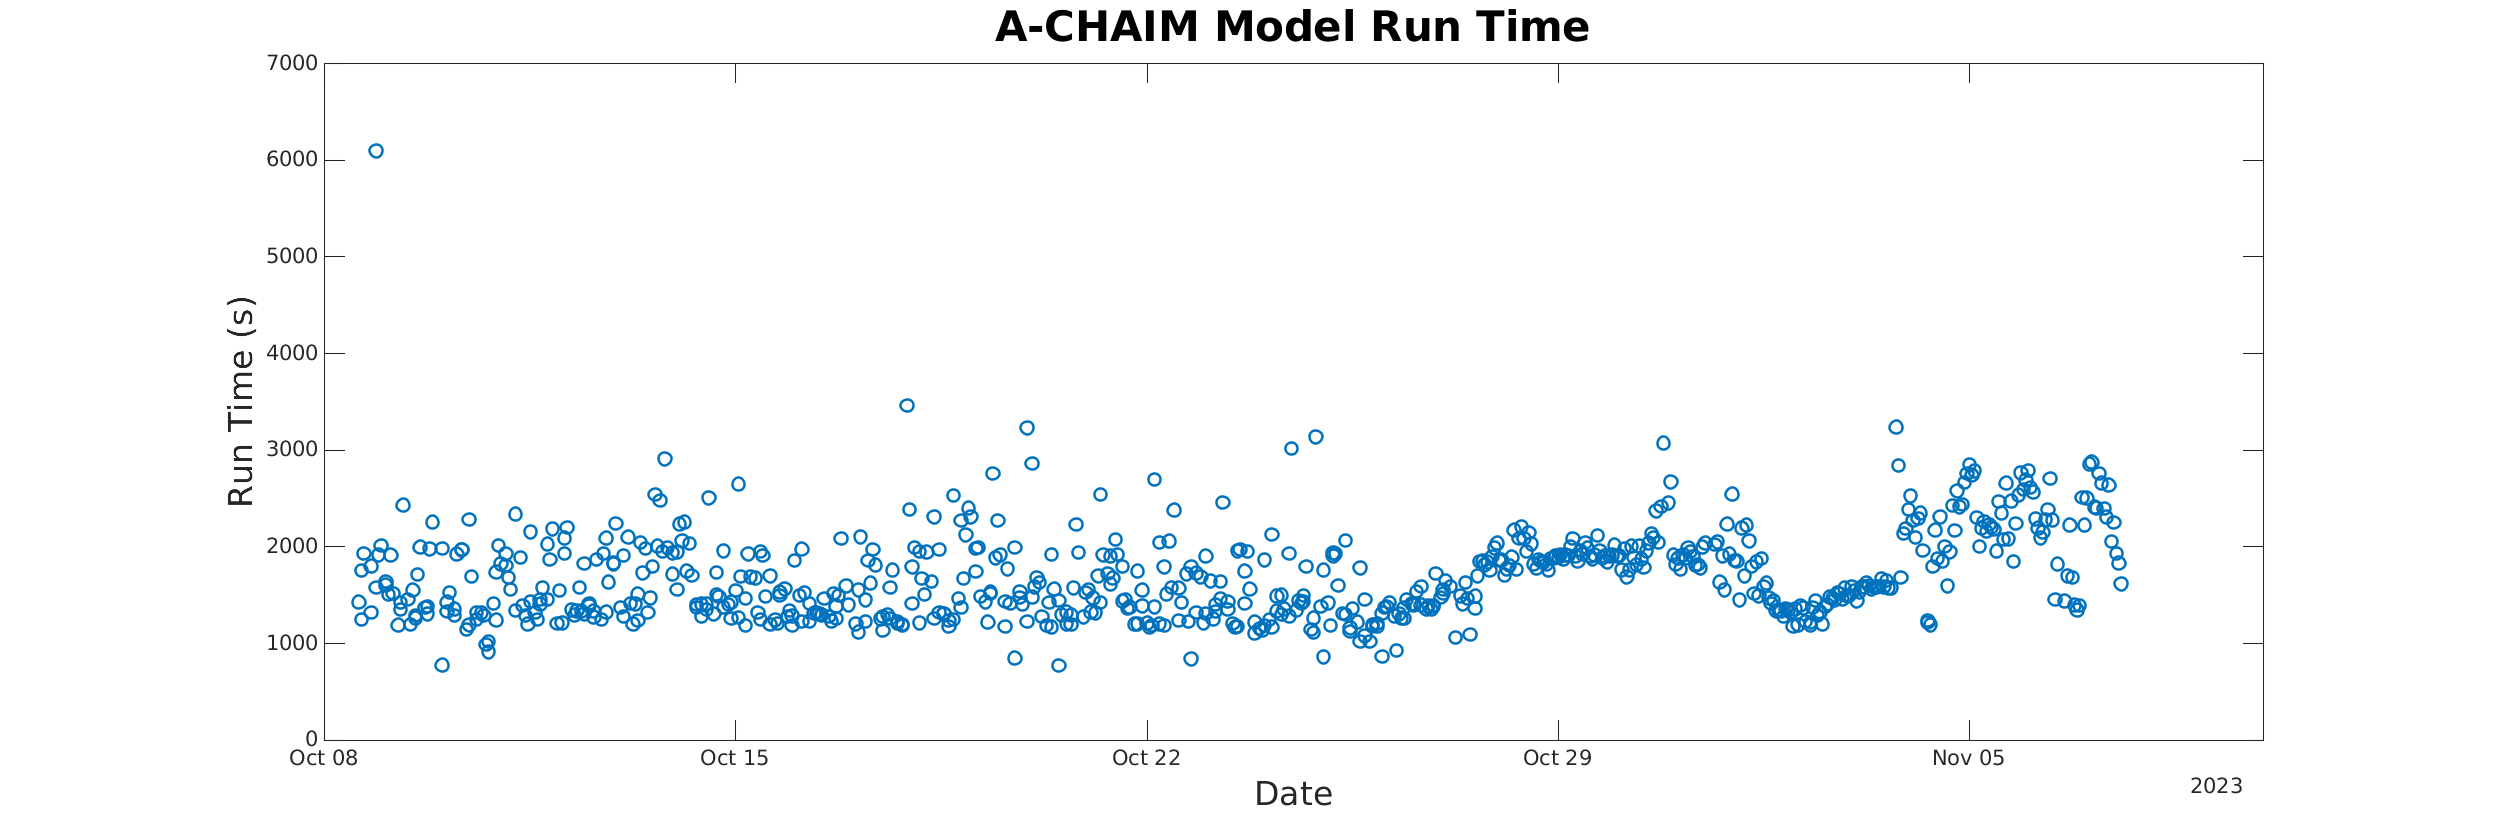 A-CHAIM Model Run Time
7000
6000
5000
4000
3000
2000
1000
0
Run Time (s)
Oct 08 Oct 15 Oct 22 Oct 29 Nov 05
2023
Date